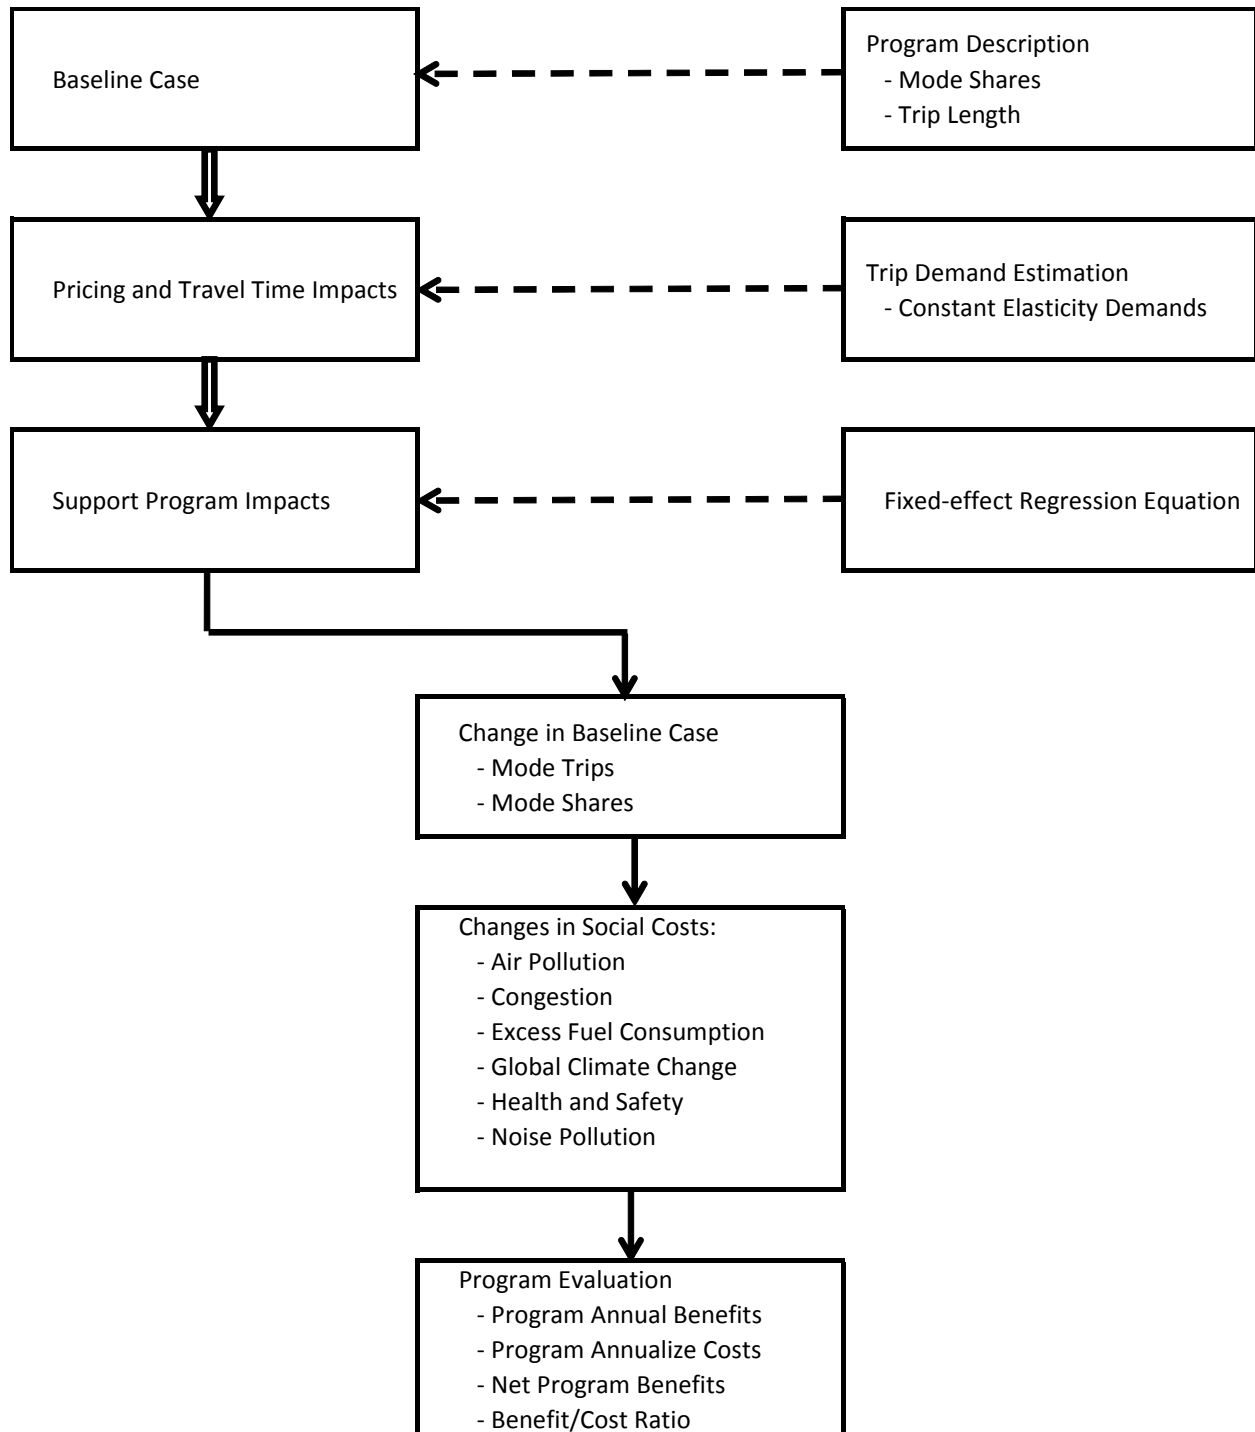 Baseline Case
Program Description
- Mode Shares
- Trip Length
Pricing and Travel Time Impacts
Trip Demand Estimation
- Constant Elasticity Demands
Support Program Impacts
Fixed-effect Regression Equation
Change in Baseline Case
- Mode Trips
- Mode Shares
Changes in Social Costs:
- Air Pollution
- Congestion
- Excess Fuel Consumption
- Global Climate Change
- Health and Safety
- Noise Pollution
Program Evaluation
- Program Annual Benefits
- Program Annualize Costs
- Net Program Benefits
- Benefit/Cost Ratio